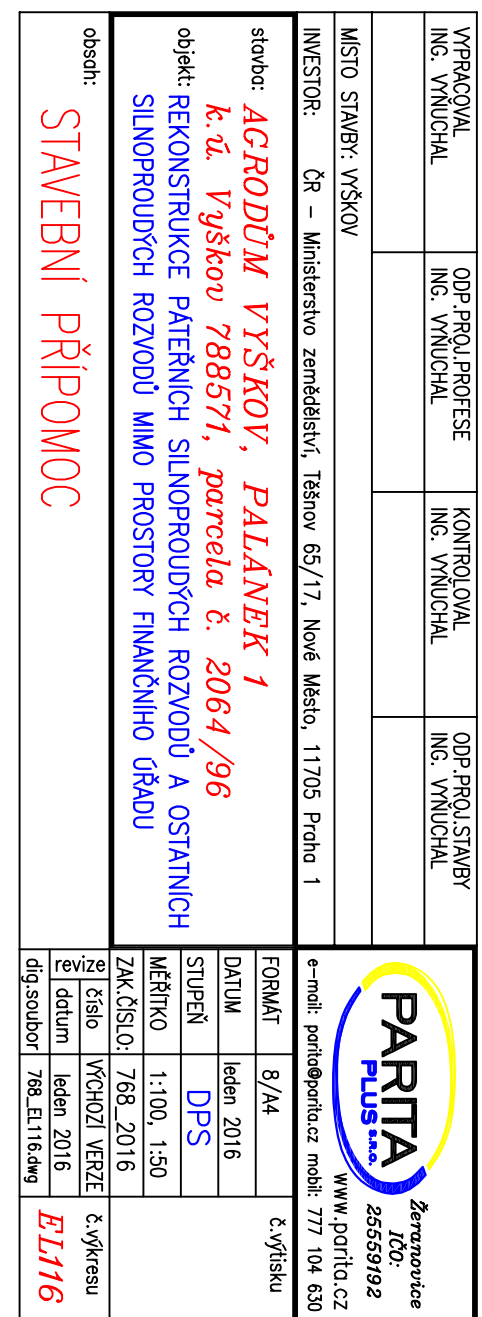 VYPRACOVAL
ING. VYŇUCHAL
ODP.PROJ.PROFESE
ING. VYŇUCHAL
KONTROLOVAL
ING. VYŇUCHAL
ODP.PROJ.STAVBY
ING. VYŇUCHAL
MÍSTO STAVBY: VYŠKOV
INVESTOR: ČR – Ministerstvo zemědělství, Těšnov 65/17, Nové Město, 11705 Praha 1
PARITA
PLUS S.R.O.
Žeranovice
IČO:
25559192
www.parita.cz
e-mail: parita@parita.cz mobil: 777 104 630
stavba: AGRODŮM VYŠKOV, PALÁNEK 1
k.ú. Vyškov 788571, parcela č. 2064/96
objekt: REKONSTRUKCE PÁTEŘNÍCH SILNOPROUDÝCH ROZVODŮ A OSTATNÍCH
SILNOPROUDÝCH ROZVODŮ MIMO PROSTORY FINANČNÍHO ÚŘADU
obsah: STAVEBNÍ PŘÍPOMOC
FORMÁT 8/A4
DATUM leden 2016
STUPEŇ DPS
MĚŘÍTKO 1:100, 1:50
ZAK.ČÍSLO: 768_2016
revize číslo VÝCHOZÍ VERZE
datum leden 2016
dig.soubor 768_EL116.dwg
č.výtisku
č.výkresu
EL116